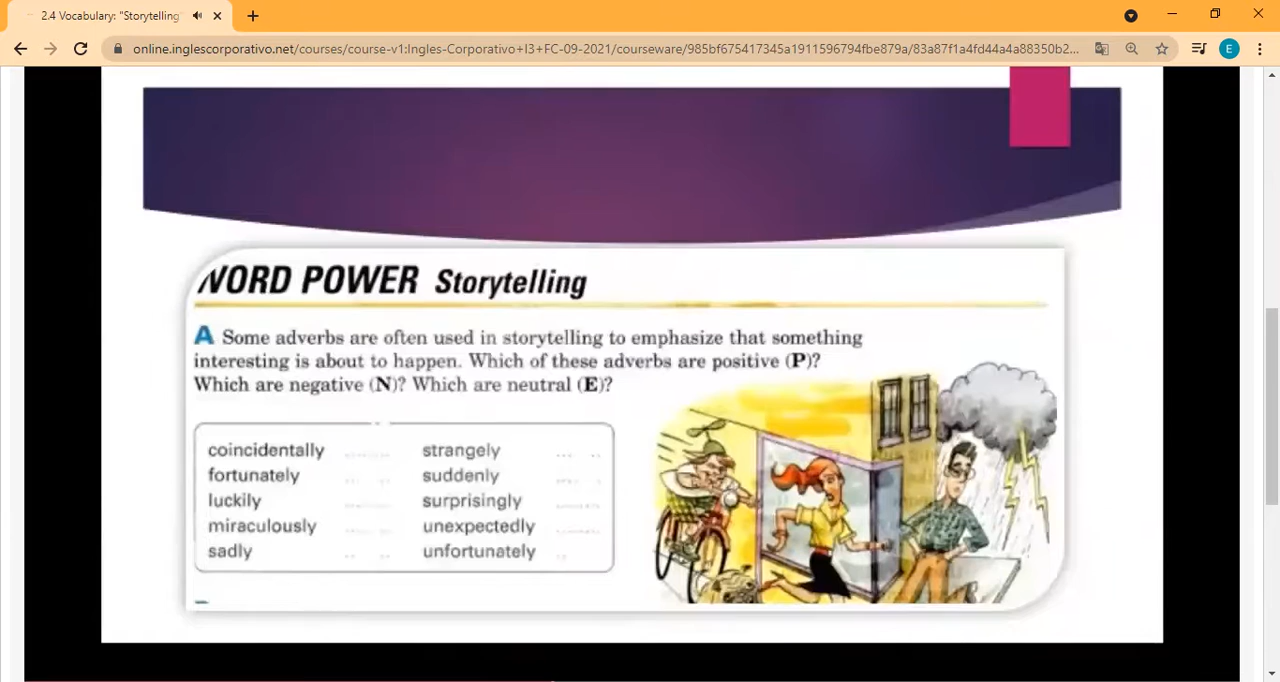 2.4 Vocabulary: "Storytelling
online.inglescorporativo.net/courses/course-v1:Ingles-Corporativo+I3+FC-09-2021/courseware/985bf675417345a1911596794fbe879a/83a87f1a4fd44a4a88350b2...
E
WORD POWER Storytelling
A Some adverbs are often used in storytelling to emphasize that something
interesting is about to happen. Which of these adverbs are positive (P)?
Which are negative (N)? Which are neutral (E)?
coincidentally strangely
fortunately suddenly
luckily surprisingly
miraculously unexpectedly
sadly unfortunately